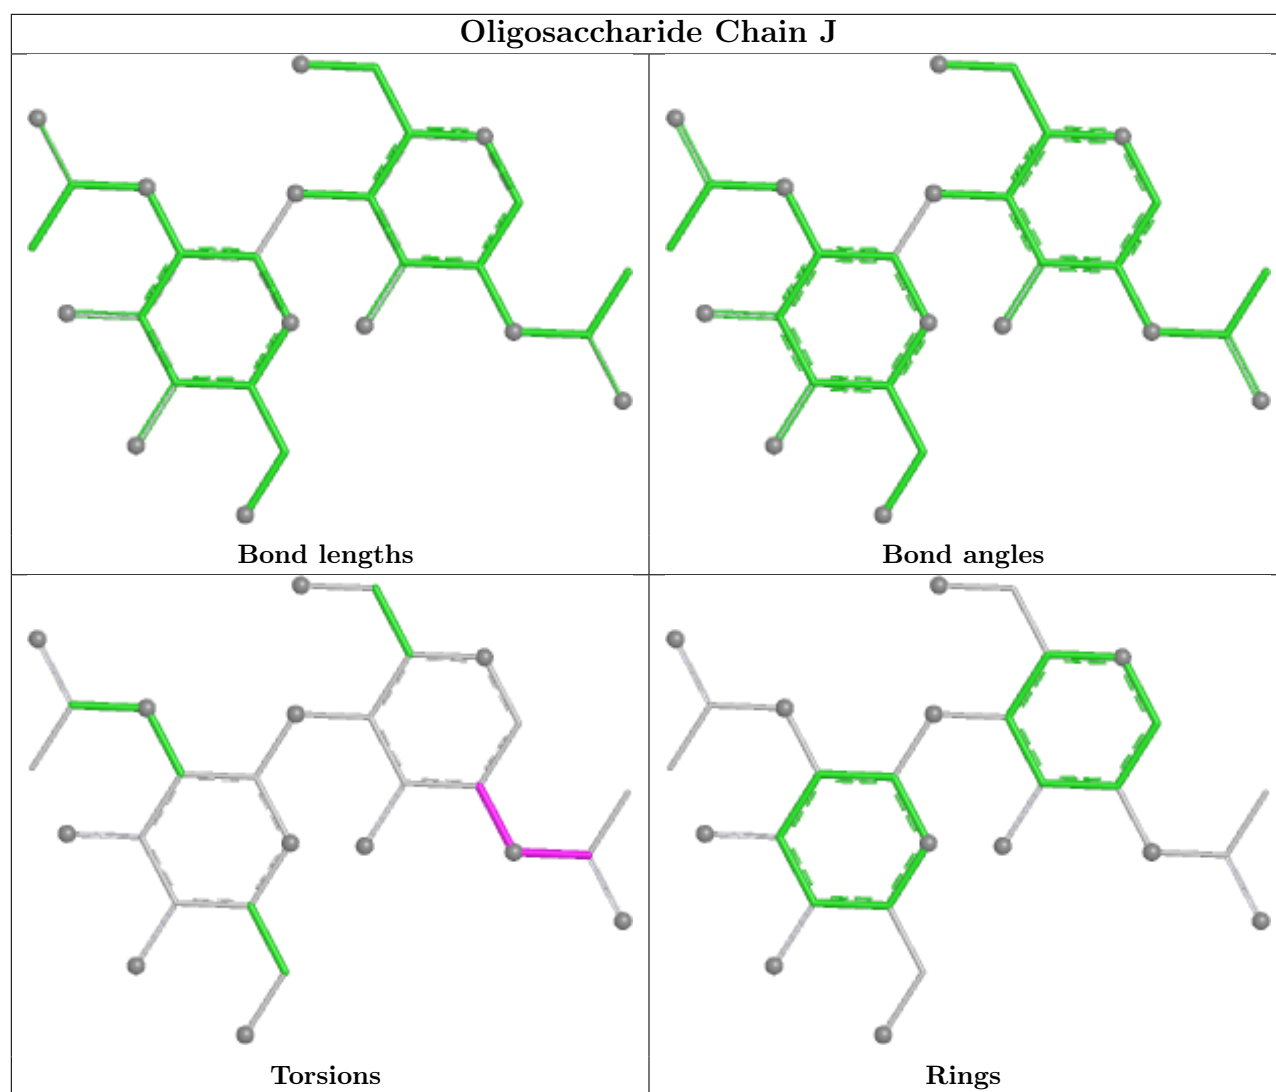 Oligosaccharide Chain J
Bond lengths
Bond angles
Torsions
Rings